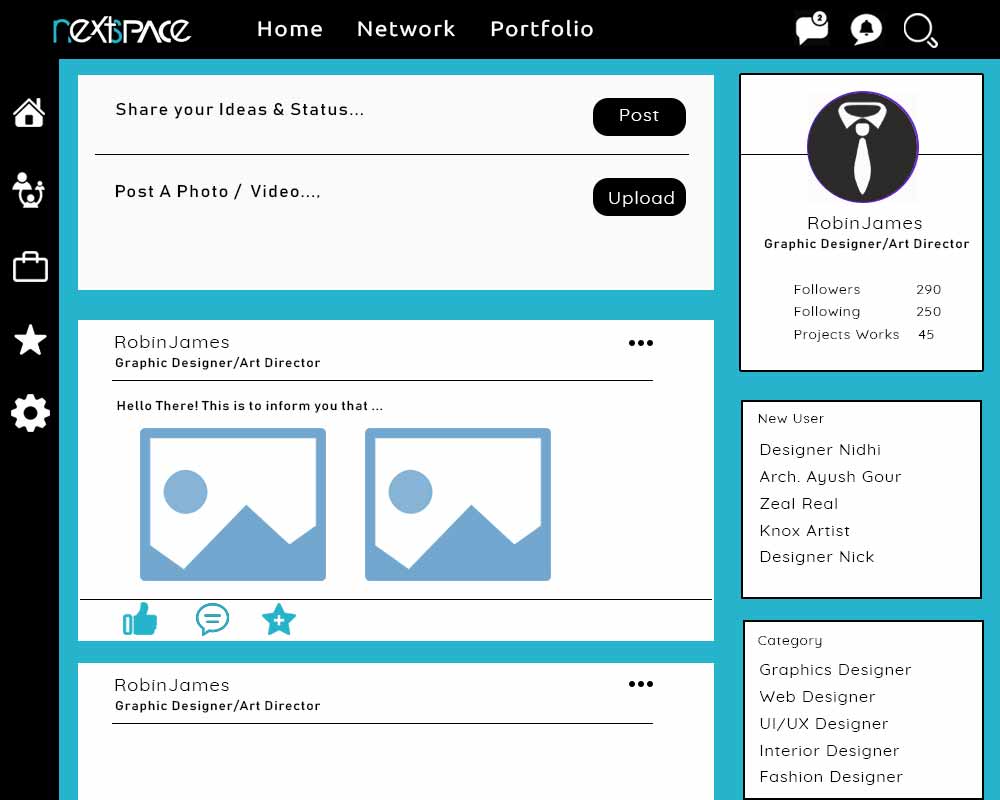 nextsPACE
Home Network Portfolio
2
Share your Ideas & Status...
Post
Post A Photo / Video....
Upload
RobinJames
Graphic Designer/Art Director
Followers 290
Following 250
Projects Works 45
RobinJames
Graphic Designer/Art Director
Hello There! This is to inform you that ...
New User
Designer Nidhi
Arch. Ayush Gour
Zeal Real
Knox Artist
Designer Nick
RobinJames
Graphic Designer/Art Director
Category
Graphics Designer
Web Designer
UI/UX Designer
Interior Designer
Fashion Designer